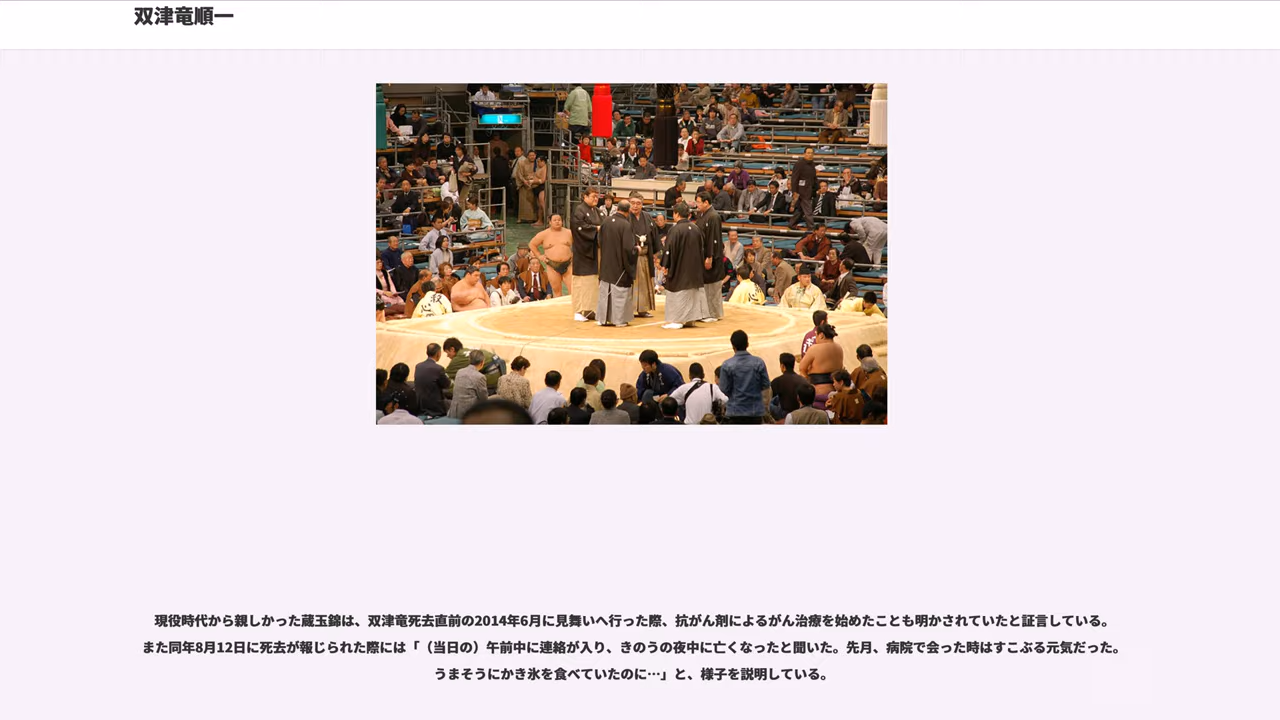 双津竜順一
現役時代から親しかった蔵玉錦は、双津竜死去直前の2014年6月に見舞いへ行った際、抗がん剤によるがん治療を始めたことも明かされていたと証言している。
また同年8月12日に死去が報じられた際には「（当日の）午前中に連絡が入り、きのうの夜中に亡くなったと聞いた。先月、病院で会った時はすこぶる元気だった。
うまそうにかき氷を食べていたのに…」と、様子を説明している。